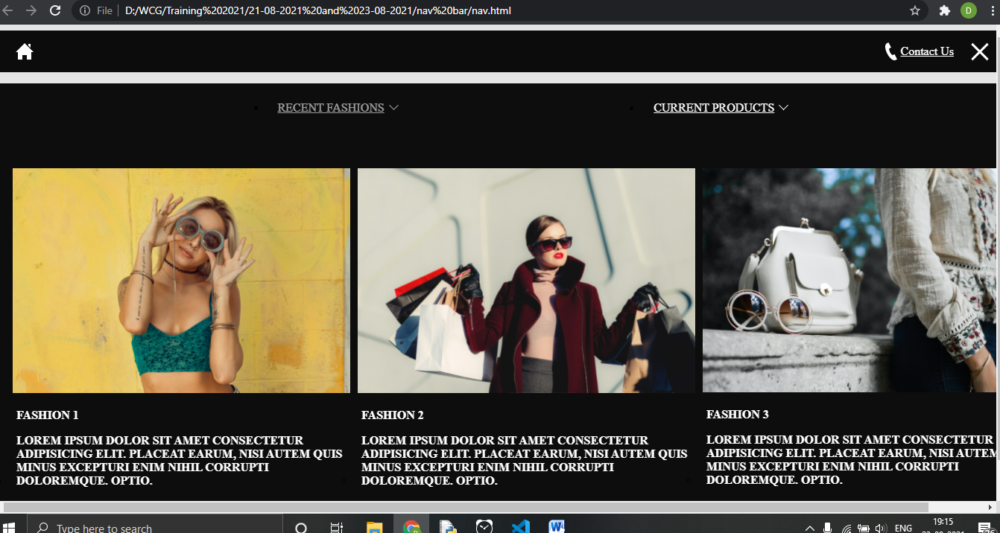 File
D:/WCG/Training%202021/21-08-2021%20and%2023-08-2021/nav%20bar/nav.html
D
Contact Us
RECENT FASHIONS
CURRENT PRODUCTS
FASHION 1
LOREM IPSUM DOLOR SIT AMET CONSECTETUR
ADIPISICING ELIT. PLACEAT EARUM, NISI AUTEM QUIS
MINUS EXCEPTURI ENIM NIHIL CORRUPTI
DOLOREMQUE. OPTIO.
FASHION 2
LOREM IPSUM DOLOR SIT AMET CONSECTETUR
ADIPISICING ELIT. PLACEAT EARUM, NISI AUTEM QUIS
MINUS EXCEPTURI ENIM NIHIL CORRUPTI
DOLOREMQUE. OPTIO.
FASHION 3
LOREM IPSUM DOLOR SIT AMET CONSECTETUR
ADIPISICING ELIT. PLACEAT EARUM, NISI AUTEM
MINUS EXCEPTURI ENIM NIHIL CORRUPTI
DOLOREMQUE. OPTIO.
Type here to search
ENG
19:15